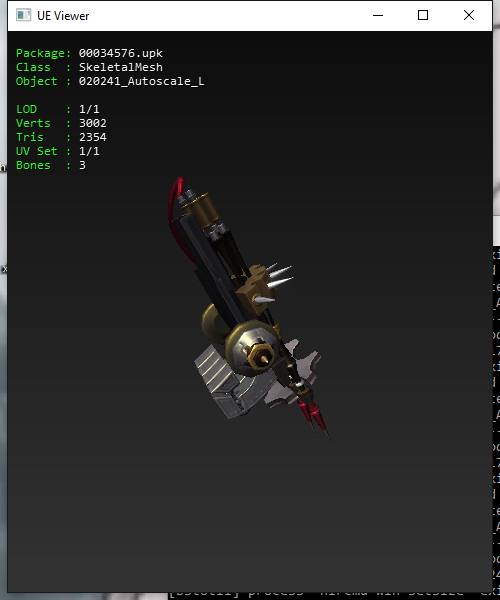 UE Viewer
Package: 00034576.upk
Class : SkeletalMesh
Object : 020241_Autoscale_L
LOD : 1/1
Verts : 3002
Tris : 2354
UV Set : 1/1
Bones : 3